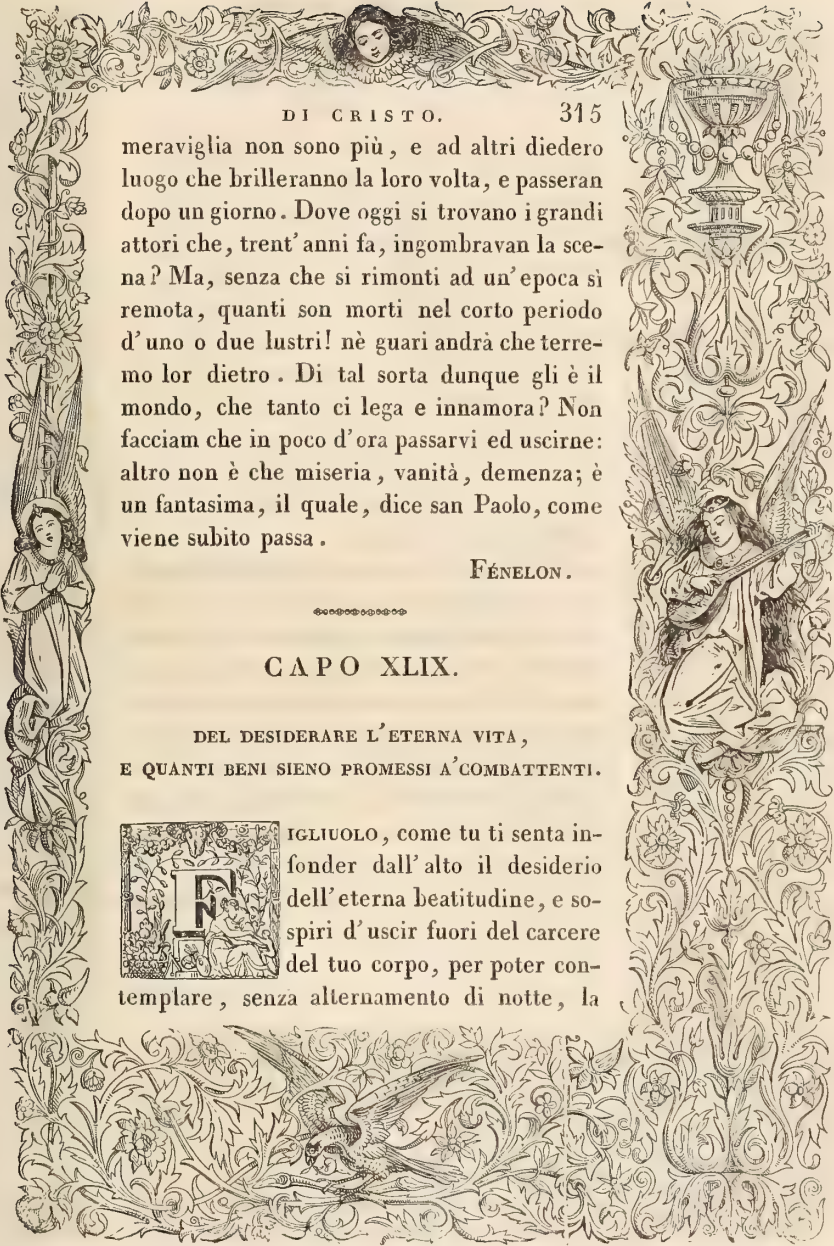 DI CRISTO. 315
meraviglia non sono più, e ad altri diedero
luogo che brilleranno la loro volta, e passeran
dopo un giorno. Dove oggi si trovano i grandi
attori che, trent'anni fa, ingombravan la sce-
na? Ma, senza che si rimonti ad un'epoca sì
remota, quanti son morti nel corto periodo
d'uno o due lustri! nè guari andrà che terre-
mo lor dietro. Di tal sorta dunque gli è il
mondo, che tanto ci lega e innamora? Non
facciam che in poco d'ora passarvi ed uscirne:
altro non è che miseria, vanità, demenza; è
un fantasima, il quale, dice san Paolo, come
viene subito passa.
FÉNELON.
CAPO XLIX.
DEL DESIDERARE L'ETERNA VITA,
E QUANTI BENI SIENO PROMESSI A'COMBATTENTI.
FIGLIUOLO, come tu ti senta in-
fonder dall'alto il desiderio
dell'eterna beatitudine, e so-
spiri d'uscir fuori del carcere
del tuo corpo, per poter con-
templare, senza alternamento di notte, la